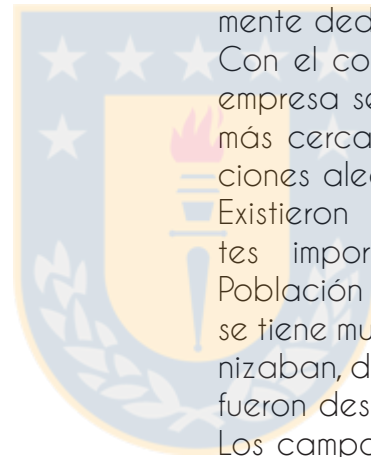 mente ded
Con el co
empresa se
más cerca
ciones ale
Existieron
tes impor
Población
se tiene mu
nizaban, d
fueron des
Los campo